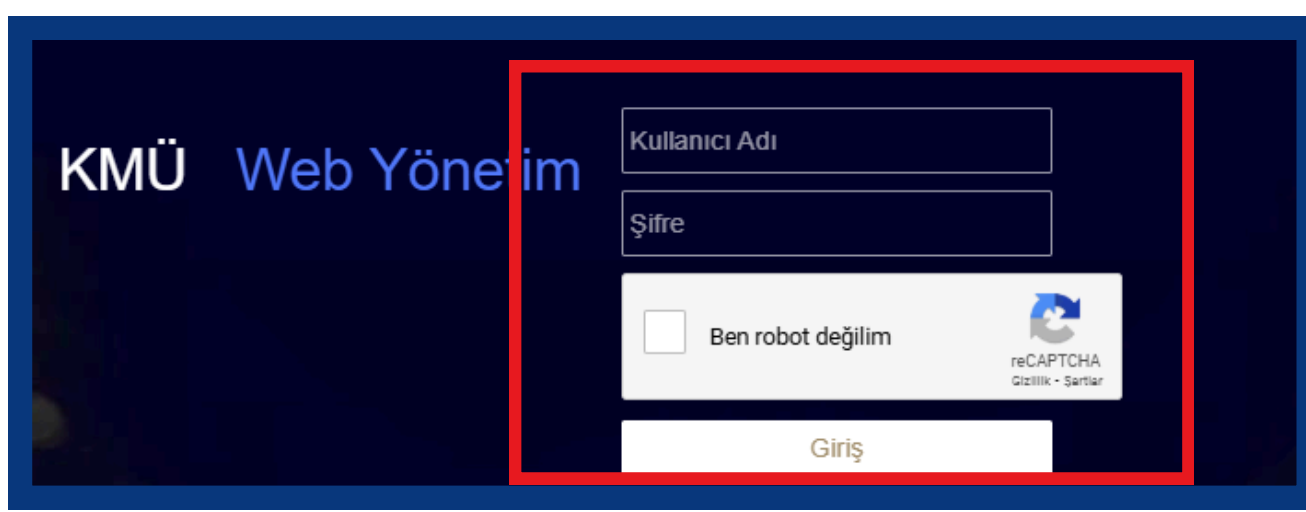 KMÜ Web Yönetim
Kullanıcı Adı
Şifre
Ben robot değilim
reCAPTCHA
Gizlilik - Şartlar
Giriş